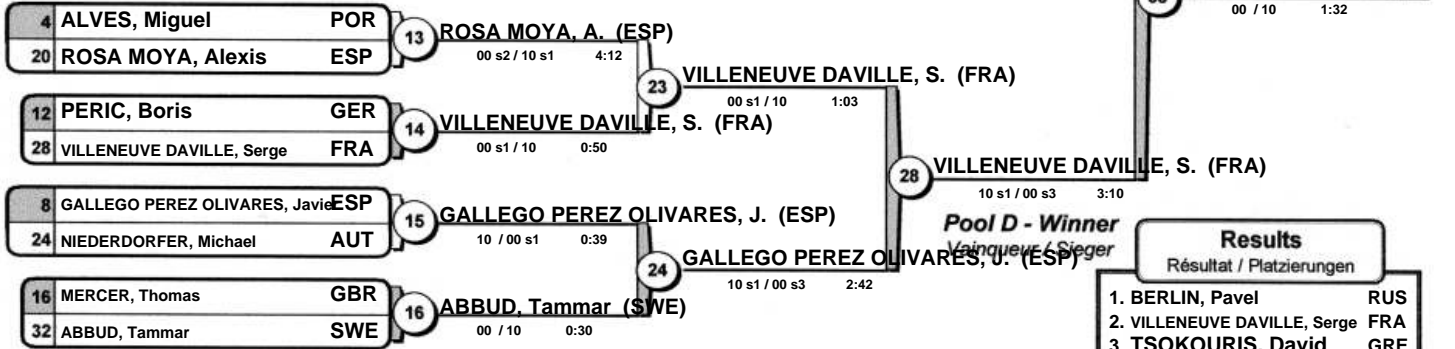 00 / 10 1:32
4 ALVES, Miguel POR
20 ROSA MOYA, Alexis ESP
13 ROSA MOYA, A. (ESP)
00 s2 / 10 s1 4:12
23 VILLENEUVE DAVILLE, S. (FRA)
00 s1 / 10 1:03
12 PERIC, Boris GER
28 VILLENEUVE DAVILLE, Serge FRA
14 VILLENEUVE DAVILLE, S. (FRA)
00 s1 / 10 0:50
28 VILLENEUVE DAVILLE, S. (FRA)
10 s1 / 00 s3 3:10
8 GALLEGO PEREZ OLIVARES, Javie ESP
24 NIEDERDORFER, Michael AUT
15 GALLEGO PEREZ OLIVARES, J. (ESP)
10 / 00 s1 0:39
24 GALLEGO PEREZ OLIVARES, J. (ESP)
10 s1 / 00 s3 2:42
16 MERCER, Thomas GBR
32 ABBUD, Tammar SWE
16 ABBUD, Tammar (SWE)
00 / 10 0:30
Pool D - Winner
Vainqueur / Sieger
Results
Résultat / Platzierungen
1. BERLIN, Pavel RUS
2. VILLENEUVE DAVILLE, Serge FRA
3. TSOKOURIS, David GRE